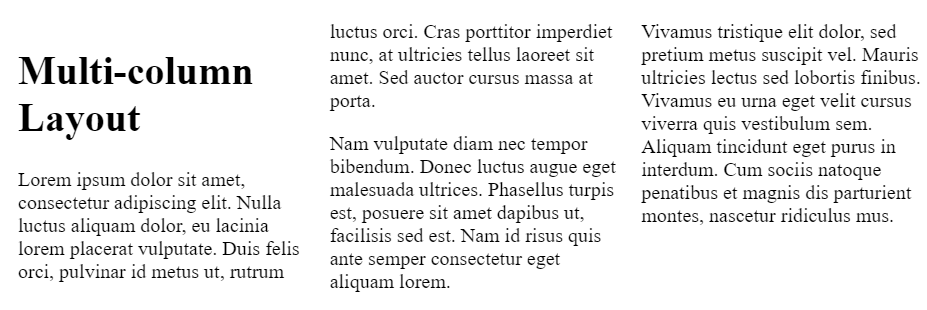 Multi-column
Layout
Lorem ipsum dolor sit amet,
consectetur adipiscing elit. Nulla
luctus aliquam dolor, eu lacinia
lorem placerat vulputate. Duis felis
orci, pulvinar id metus ut, rutrum
luctus orci. Cras porttitor imperdiet
nunc, at ultricies tellus laoreet sit
amet. Sed auctor cursus massa at
porta.
Nam vulputate diam nec tempor
bibendum. Donec luctus augue eget
malesuada ultrices. Phasellus turpis
est, posuere sit amet dapibus ut,
facilisis sed est. Nam id risus quis
ante semper consectetur eget
aliquam lorem.
Vivamus tristique elit dolor, sed
pretium metus suscipit vel. Mauris
ultricies lectus sed lobortis finibus.
Vivamus eu urna eget velit cursus
viverra quis vestibulum sem.
Aliquam tincidunt eget purus in
interdum. Cum sociis natoque
penatibus et magnis dis parturient
montes, nascetur ridiculus mus.